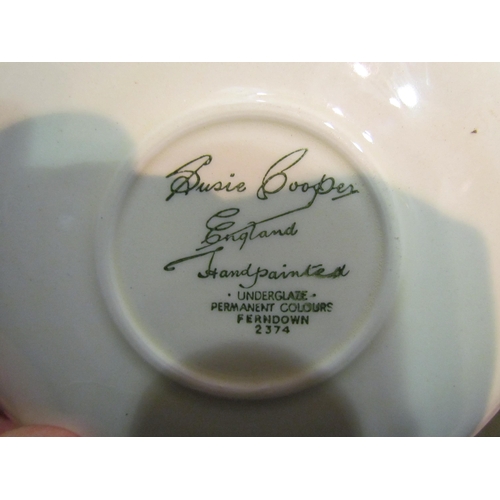 Susie Cooper
England
Handpainted
· UNDERGLAZE ·
PERMANENT COLOURS
FERNDOWN
2374